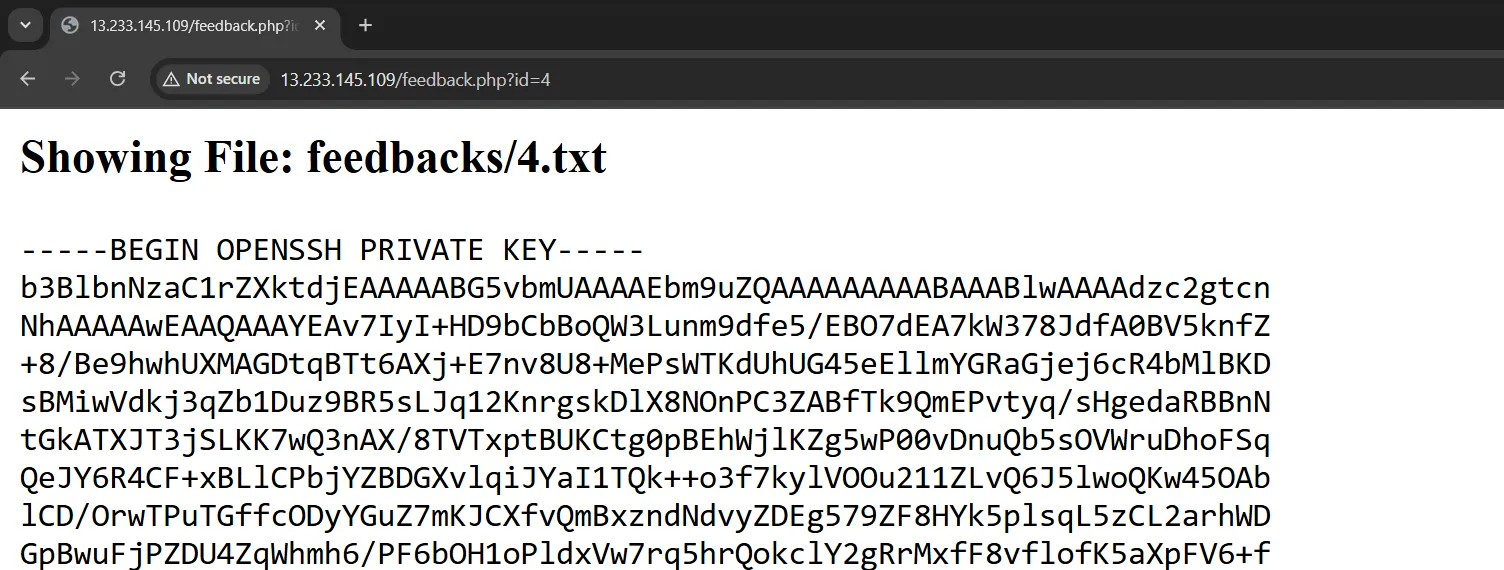 13.233.145.109/feedback.php?i
Not secure
13.233.145.109/feedback.php?id=4
Showing File: feedbacks/4.txt
-----BEGIN OPENSSH PRIVATE KEY-----
b3BlbnNzaC1rZXktdjEAAAAABG5vbmUAAAAEbm9uZQAAAAAAAAABAAABlwAAAAdzc2gtcn
NhAAAAAwEAAQAAAYEAv7IyI+HD9bCbBoQW3Lunm9dfe5/EBO7dEA7kW378JdfA0BV5knfZ
+8/Be9hwhUXMAGDtqBTt6AXj+E7nv8U8+MePsWTKdUhUG45eEllmYGRaGjej6cR4bMlBKD
sBMiwVdkj3qZb1Duz9BR5sLJq12KnrgskDlX8NOnPC3ZABfTk9QmEPvtyq/sHgedaRBBnN
tGkATXJT3jSLKK7wQ3nAX/8TVTxptBUKCtg0pBEhWjlKZg5wP00vDnuQb5sOVWruDhoFSq
QeJY6R4CF+xBLlCPbjYZBDGXvlqiJYaI1TQk++o3f7kylVOOu211ZLvQ6J5lwoQKw45OAb
lCD/OrwTPuTGffcODyYGuZ7mKJCXfvQmBxzndNdvyZDEg579ZF8HYk5plsqL5zCL2arhWD
GpBwuFjPZDU4ZqWhmh6/PF6bOH1oPldxVw7rq5hrQokclY2gRrMxfF8vflofK5aXpFV6+f